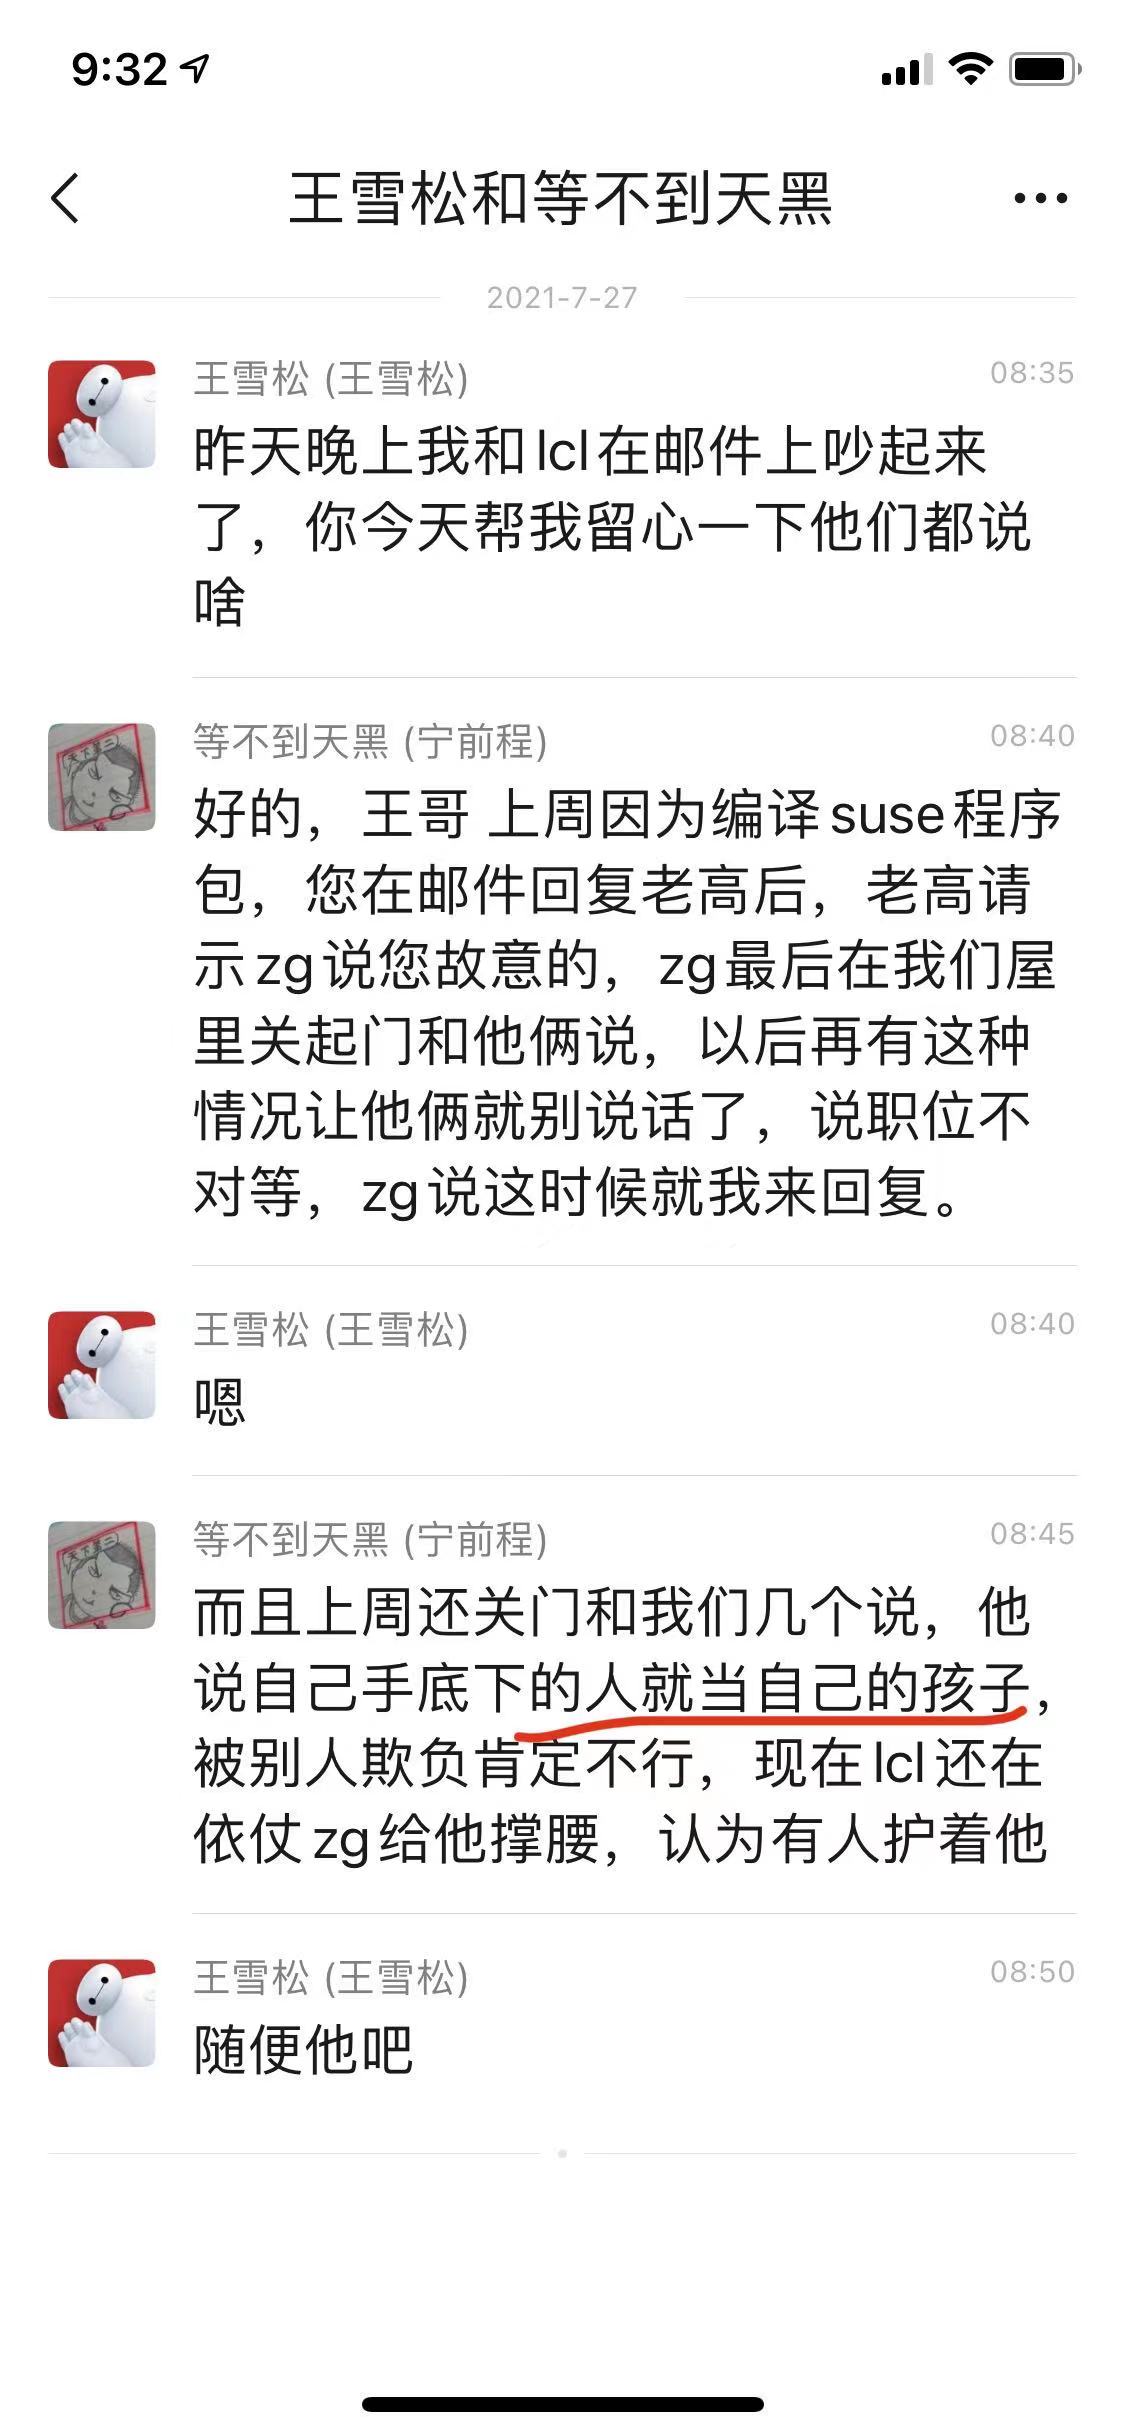 9:32
王雪松和等不到天黑
2021-7-27
王雪松 (王雪松)
08:35
昨天晚上我和lcl在邮件上吵起来
了，你今天帮我留心一下他们都说
啥
等不到天黑 (宁前程)
08:40
好的，王哥 上周因为编译suse程序
包，您在邮件回复老高后，老高请
示zg说您故意的，zg最后在我们屋
里关起门和他俩说，以后再有这种
情况让他俩就别说话了，说职位不
对等，zg说这时候就我来回复。
王雪松 (王雪松)
08:40
嗯
等不到天黑 (宁前程)
08:45
而且上周还关门和我们几个说，他
说自己手底下的人就当自己的孩子，
被别人欺负肯定不行，现在lcl还在
依仗zg给他撑腰，认为有人护着他
王雪松 (王雪松)
08:50
随便他吧